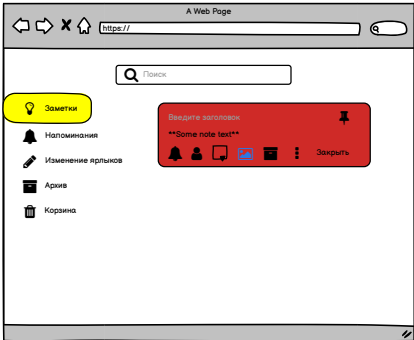 A Web Page
https://
Поиск
Заметки
Напоминания
Изменение ярлыков
Архив
Корзина
Введите заголовок
**Some note text**
Закрыть